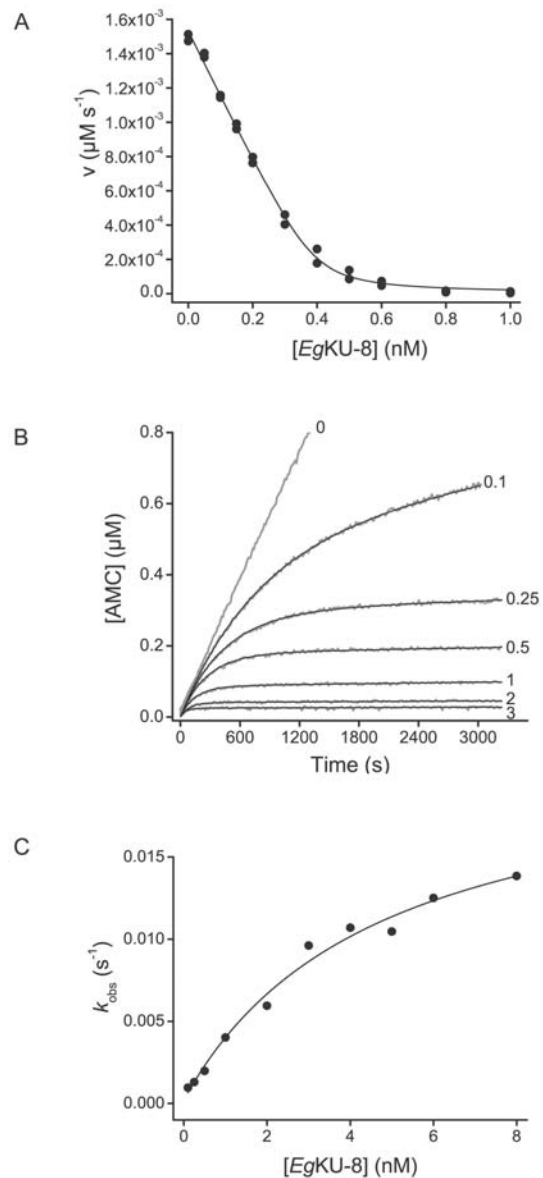 A
1.6x10⁻³
1.4x10⁻³
1.2x10⁻³
1.0x10⁻³
8.0x10⁻⁴
6.0x10⁻⁴
4.0x10⁻⁴
2.0x10⁻⁴
0.0
v (µM s⁻¹)
0.0 0.2 0.4 0.6 0.8 1.0
[EgKU-8] (nM)
B
0.8
0.6
0.4
0.2
0.0
[AMC] (µM)
0
0.1
0.25
0.5
1
2
3
0 600 1200 1800 2400 3000
Time (s)
C
0.015
0.010
0.005
0.000
k_obs (s⁻¹)
0 2 4 6 8
[EgKU-8] (nM)